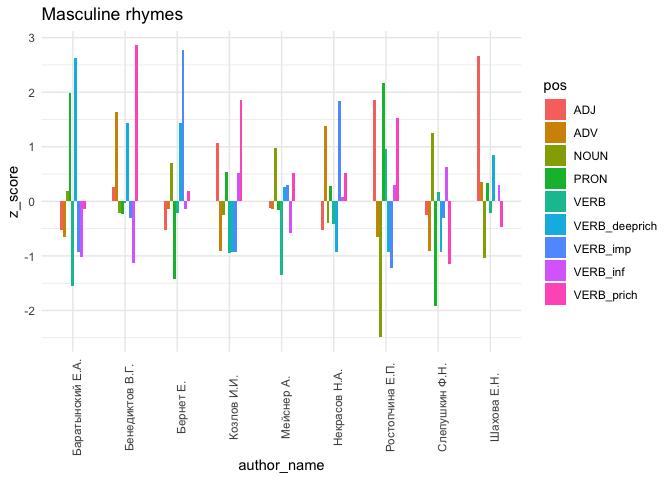 Masculine rhymes
3
2
1
0
-1
-2
z_score
Баратынский Е.А.
Бенедиктов В.Г.
Бернет Е.
Козлов И.И.
Мейснер А.
Некрасов Н.А.
Ростопчина Е.П.
Слепушкин Ф.Н.
Шахова Е.Н.
author_name
pos
ADJ
ADV
NOUN
PRON
VERB
VERB_deeprich
VERB_imp
VERB_inf
VERB_prich